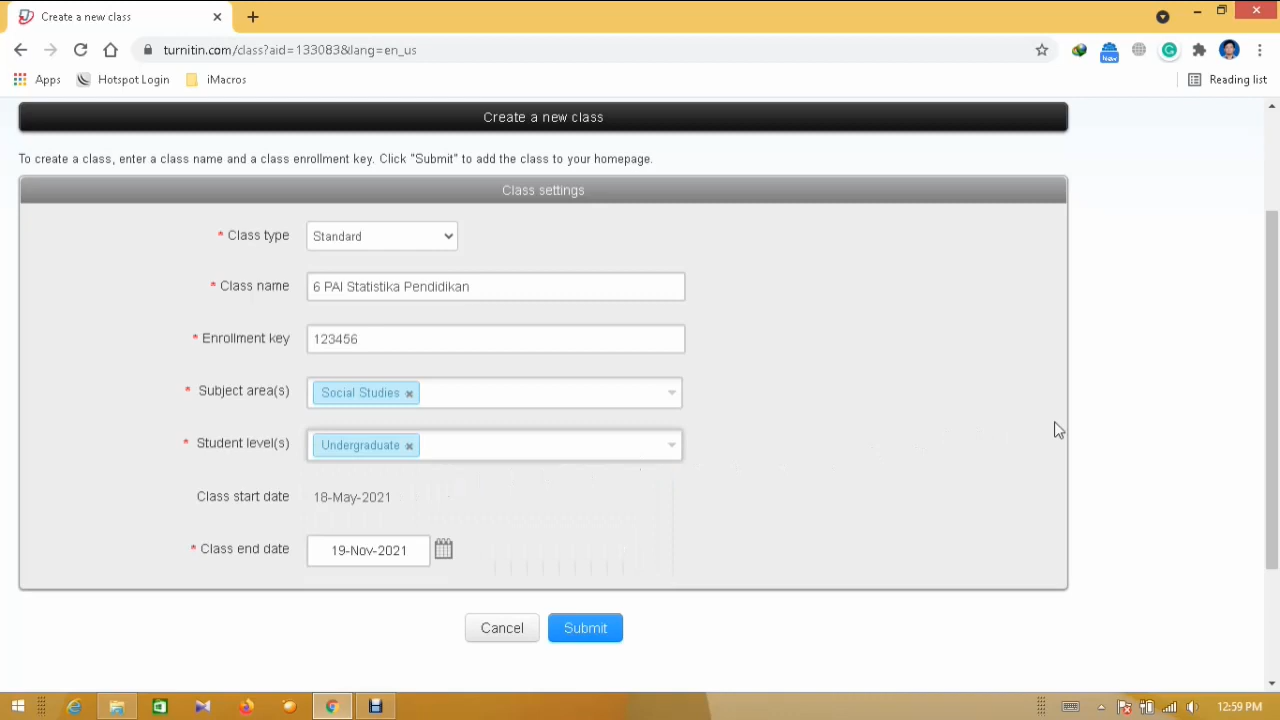 Create a new class
turnitin.com/class?aid=133083&lang=en_us
New
Apps
Hotspot Login
iMacros
Reading list
Create a new class
To create a class, enter a class name and a class enrollment key. Click "Submit" to add the class to your homepage.
Class settings
* Class type
Standard
* Class name
6 PAI Statistika Pendidikan
* Enrollment key
123456
* Subject area(s)
Social Studies
* Student level(s)
Undergraduate
Class start date
18-May-2021
* Class end date
19-Nov-2021
Cancel
Submit
12:59 PM